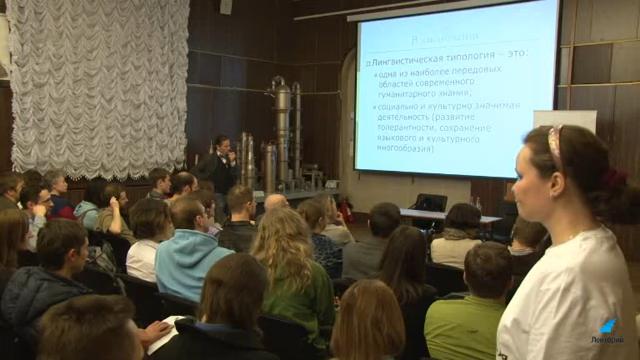 В заключении
Лингвистическая типология – это:
одна из наиболее передовых
областей современного
гуманитарного знания;
социально и культурно значимая
деятельность (развитие
толерантности, сохранение
языкового и культурного
многообразия)
Лекторий